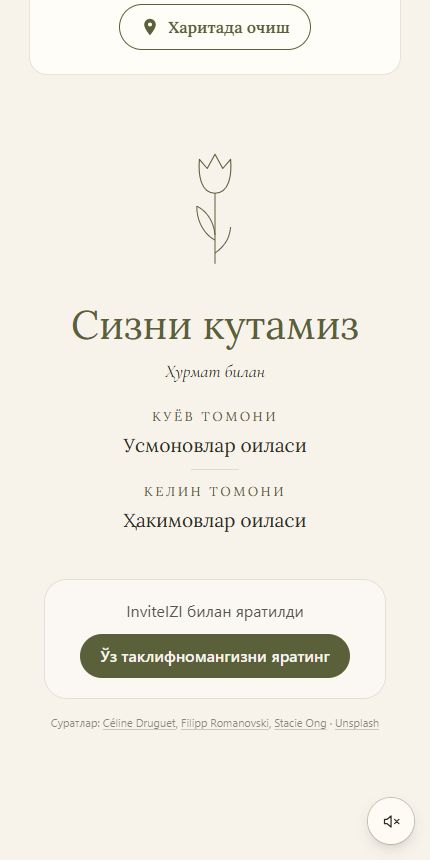 Харитада очиш
Сизни кутамиз
Ҳурмат билан
КУЁВ ТОМОНИ
Усмоновлар оиласи
КЕЛИН ТОМОНИ
Ҳакимовлар оиласи
InviteIZI билан яратилди
Ўз таклифномангизни яратинг
Суратлар: Céline Druguet, Filipp Romanovski, Stacie Ong · Unsplash